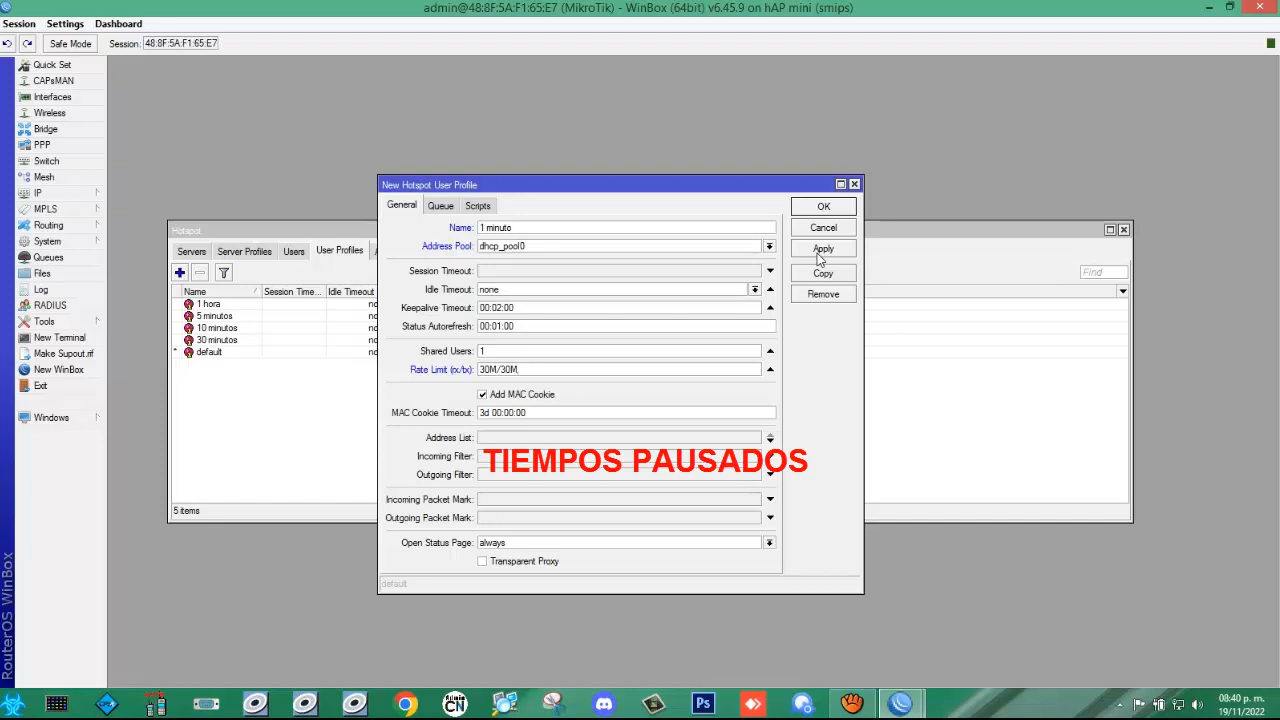 admin@48:8F:5A:F1:65:E7 (MikroTik) - WinBox (64bit) v6.45.9 on hAP mini (smips)
Session Settings Dashboard
Safe Mode Session: 48:8F:5A:F1:65:E7
Quick Set
CAPsMAN
Interfaces
Wireless
Bridge
PPP
Switch
Mesh
IP
MPLS
Routing
System
Queues
Files
Log
RADIUS
Tools
New Terminal
Make Supout.rif
New WinBox
Exit
Windows
RouterOS WinBox
Hotspot
Servers Server Profiles Users User Profiles
Find
Name Session Time... Idle Timeout
1 hora
5 minutos
10 minutos
30 minutos
* default
5 items
New Hotspot User Profile
General Queue Scripts
Name: 1 minuto
Address Pool: dhcp_pool0
Session Timeout:
Idle Timeout: none
Keepalive Timeout: 00:02:00
Status Autorefresh: 00:01:00
Shared Users: 1
Rate Limit (rx/tx): 30M/30M
Add MAC Cookie
MAC Cookie Timeout: 3d 00:00:00
Address List:
Incoming Filter:
Outgoing Filter:
Incoming Packet Mark:
Outgoing Packet Mark:
Open Status Page: always
Transparent Proxy
default
OK
Cancel
Apply
Copy
Remove
TIEMPOS PAUSADOS
Admin
CN
Ps
08:40 p. m.
19/11/2022